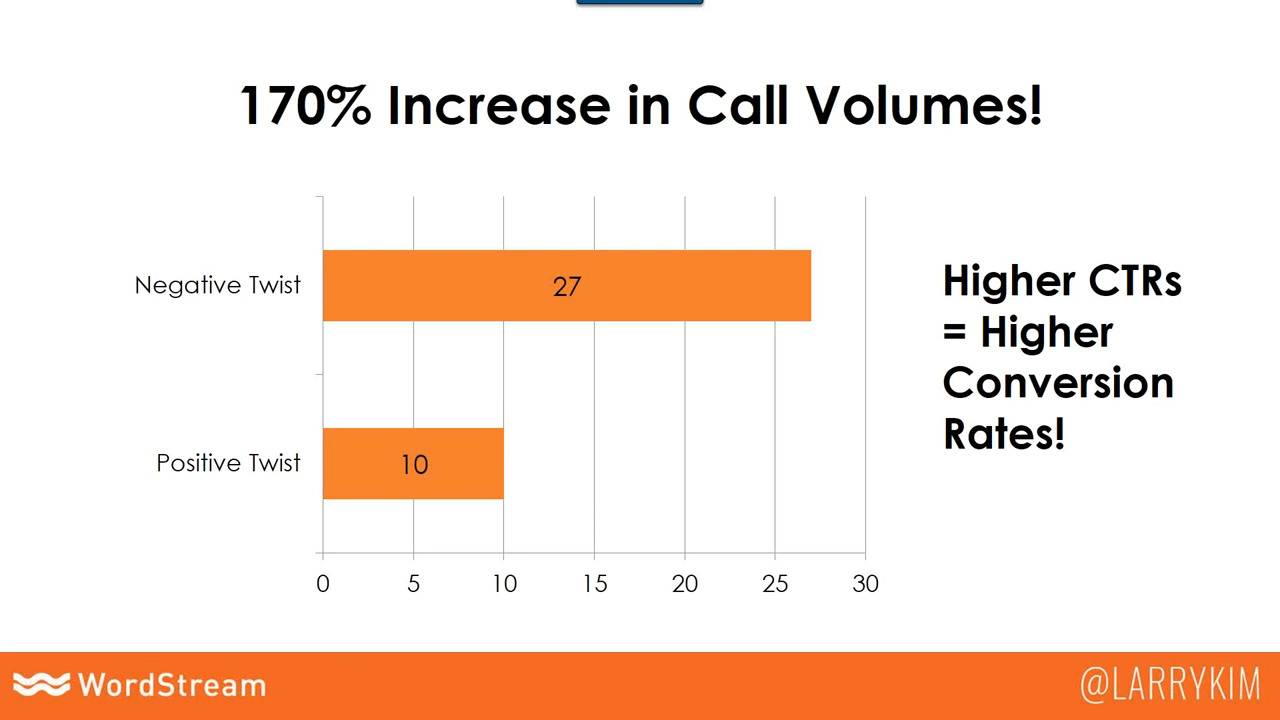 170% Increase in Call Volumes!
Negative Twist
27
Higher CTRs
= Higher
Conversion
Rates!
Positive Twist
10
0 5 10 15 20 25 30
WordStream
@LARRYKIM